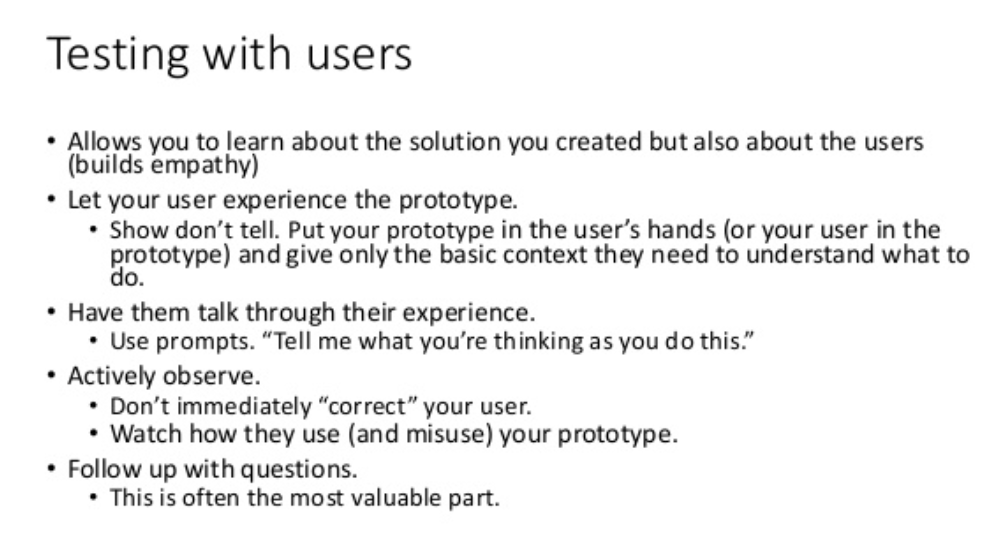 Testing with users
• Allows you to learn about the solution you created but also about the users
(builds empathy)
• Let your user experience the prototype.
• Show don’t tell. Put your prototype in the user’s hands (or your user in the
prototype) and give only the basic context they need to understand what to
do.
• Have them talk through their experience.
• Use prompts. “Tell me what you’re thinking as you do this.”
• Actively observe.
• Don’t immediately “correct” your user.
• Watch how they use (and misuse) your prototype.
• Follow up with questions.
• This is often the most valuable part.